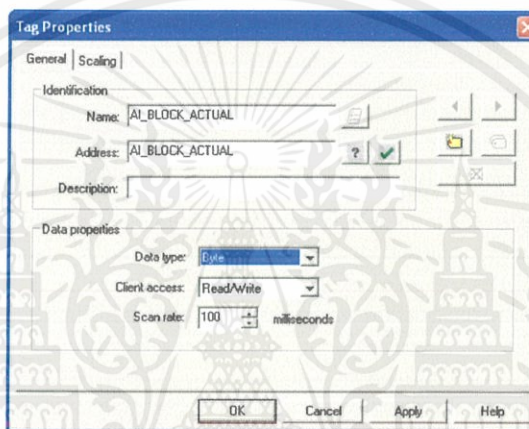 Tag Properties
General Scaling
Identification
Name: AI_BLOCK_ACTUAL
Address: AI_BLOCK_ACTUAL ?
Description:
Data properties
Data type: Byte
Client access: Read/Write
Scan rate: 100 milliseconds
OK Cancel Apply Help